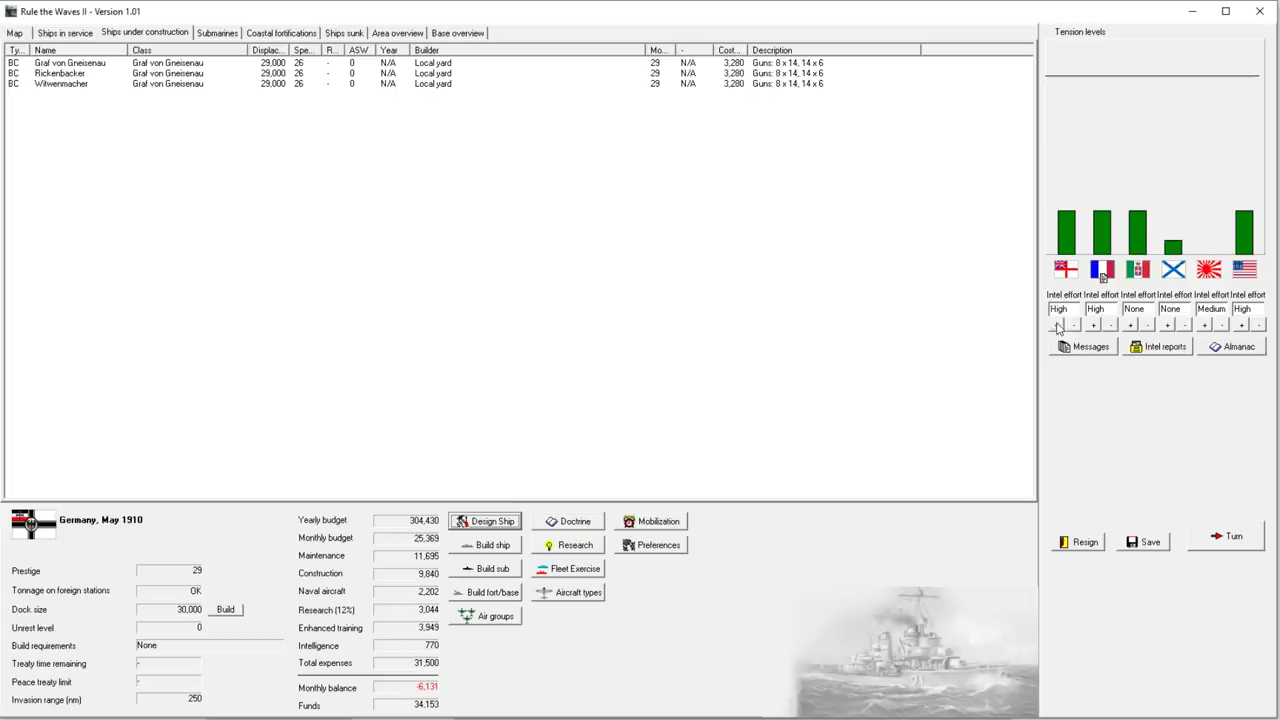 Rule the Waves II - Version 1.01
Map Ships in service Ships under construction Submarines Coastal fortifications Ships sunk Area overview Base overview
Ty... Name Class Displac... Spe... R... ASW Year Builder Mo... - Cost... Description
BC Graf von Gneisenau Graf von Gneisenau 29,000 26 - 0 N/A Local yard 29 N/A 3,280 Guns: 8 x 14, 14 x 6
BC Rickenbacker Graf von Gneisenau 29,000 26 - 0 N/A Local yard 29 N/A 3,280 Guns: 8 x 14, 14 x 6
BC Witwenmacher Graf von Gneisenau 29,000 26 - 0 N/A Local yard 29 N/A 3,280 Guns: 8 x 14, 14 x 6
Tension levels
Intel effort Intel effort Intel effort Intel effort Intel effort Intel effort
High High None None Medium High
- + - + - + - + - + -
Messages Intel reports Almanac
Resign Save Turn
Germany, May 1910
Prestige 29
Tonnage on foreign stations OK
Dock size 30,000 Build
Unrest level 0
Build requirements None
Treaty time remaining -
Peace treaty limit -
Invasion range (nm) 250
Yearly budget 304,430
Monthly budget 25,369
Maintenance 11,695
Construction 9,840
Naval aircraft 2,202
Research (12%) 3,044
Enhanced training 3,949
Intelligence 770
Total expenses 31,500
Monthly balance -6,131
Funds 34,153
Design Ship Doctrine Mobilization
Build ship Research Preferences
Build sub Fleet Exercise
Build fort/base Aircraft types
Air groups